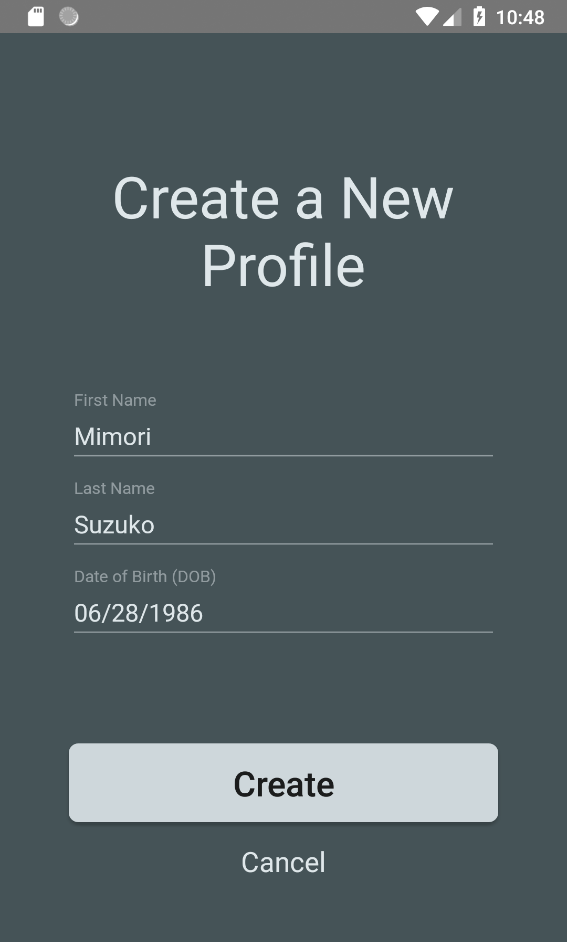 10:48
Create a New
Profile
First Name
Mimori
Last Name
Suzuko
Date of Birth (DOB)
06/28/1986
Create
Cancel